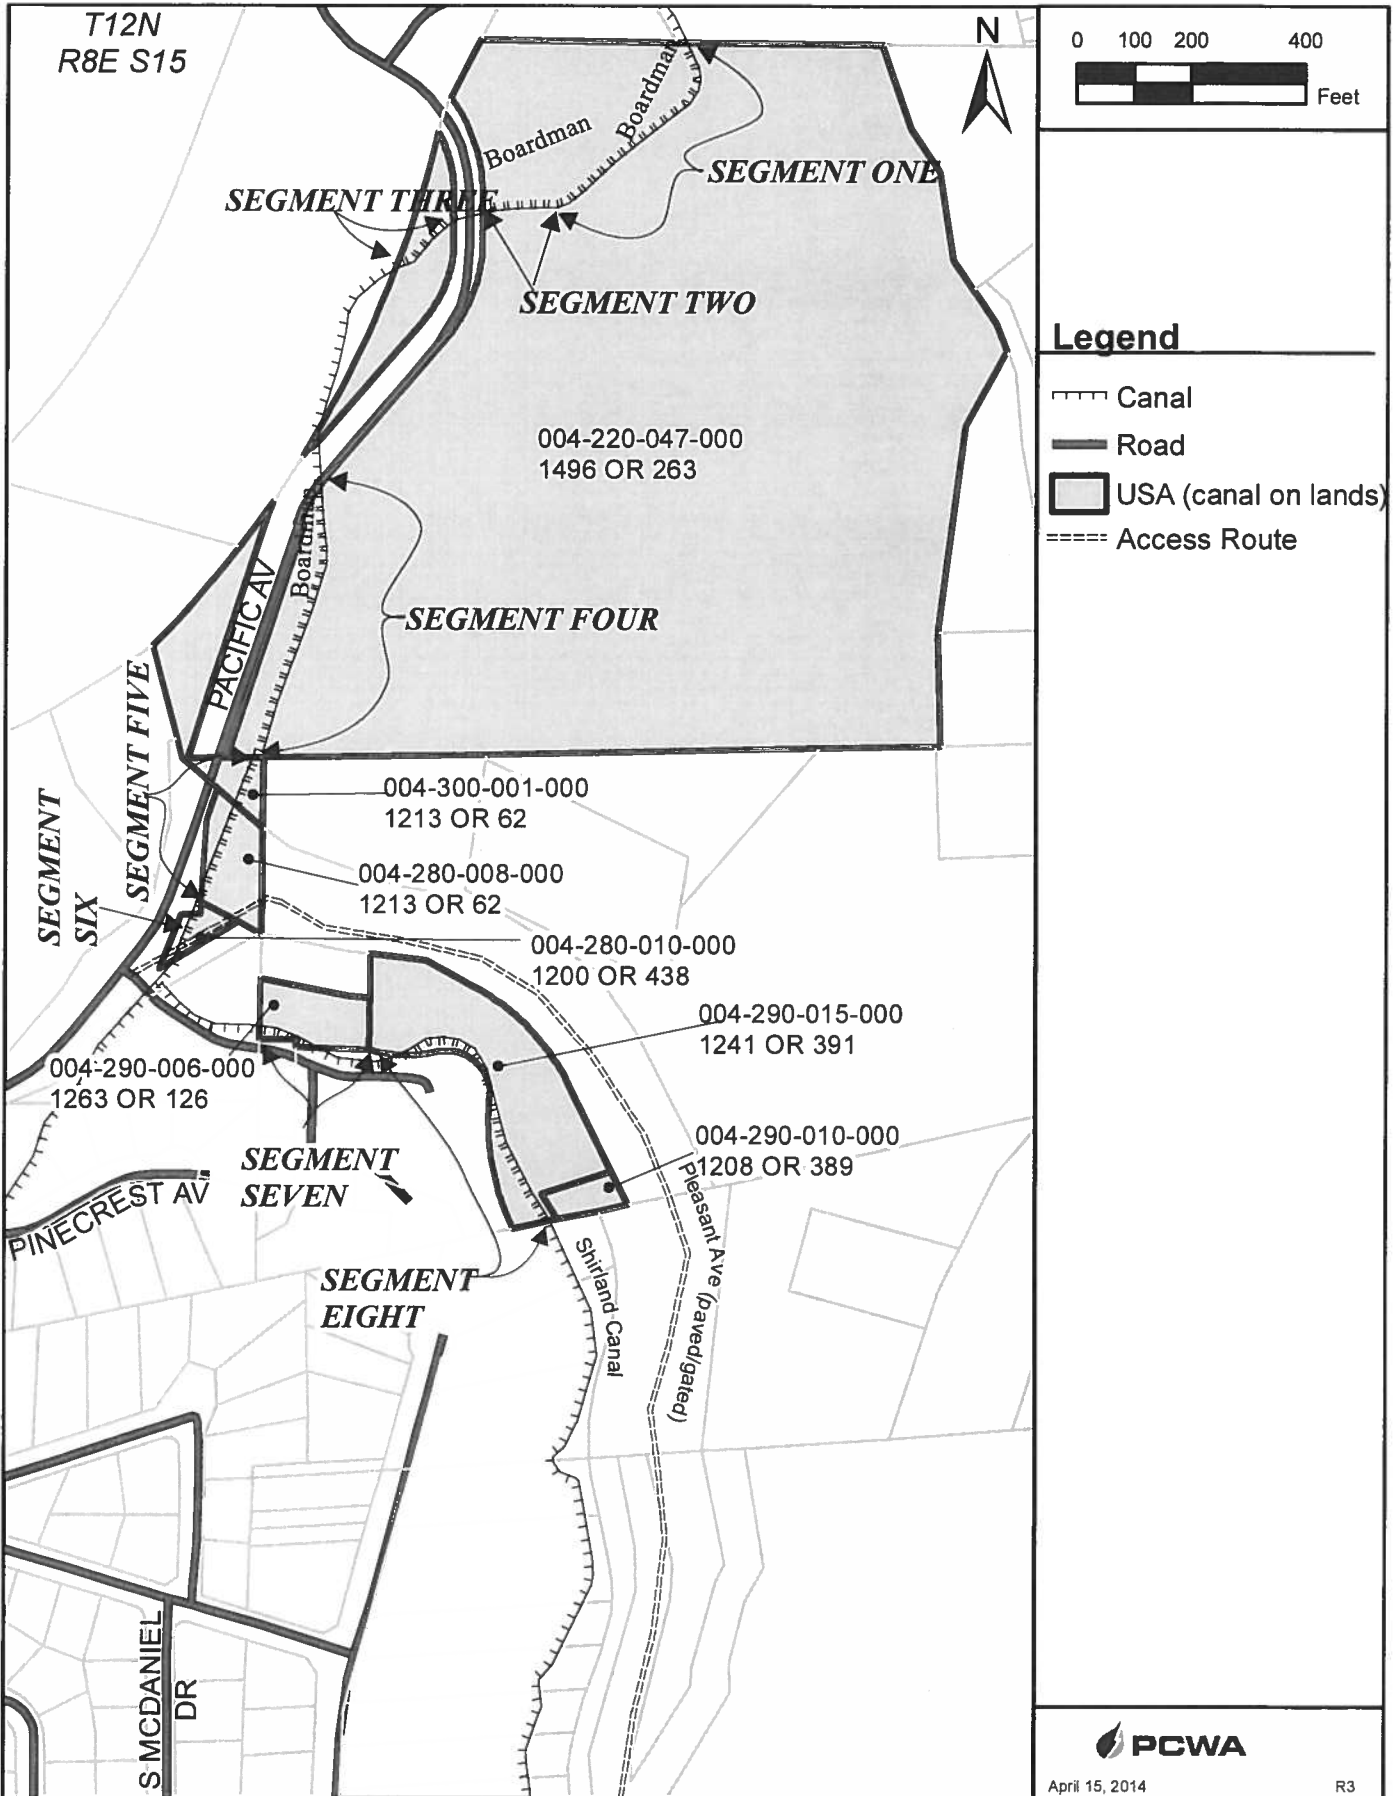 T12N
R8E S15
N
0 100 200 400
Feet
Boardman
Boardman
SEGMENT ONE
SEGMENT THREE
SEGMENT TWO
Legend
Canal
Road
USA (canal on lands)
Access Route
004-220-047-000
1496 OR 263
Boardman
PACIFIC AV
SEGMENT FOUR
SEGMENT FIVE
SEGMENT
SIX
004-300-001-000
1213 OR 62
004-280-008-000
1213 OR 62
004-280-010-000
1200 OR 438
004-290-015-000
1241 OR 391
004-290-006-000
1263 OR 126
004-290-010-000
1208 OR 389
SEGMENT
SEVEN
PINECREST AV
SEGMENT
EIGHT
Shirland Canal
Pleasant Ave (paved/gated)
S MCDANIEL
DR
PCWA
April 15, 2014 R3